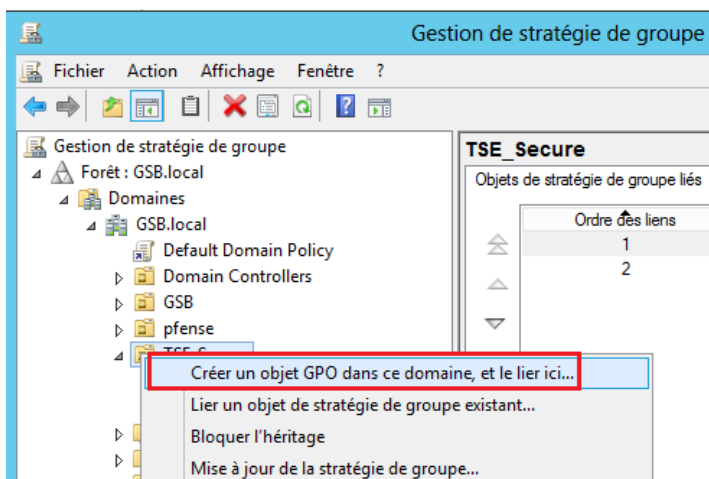 Gestion de stratégie de groupe
Fichier Action Affichage Fenêtre ?
Gestion de stratégie de groupe
Forêt : GSB.local
Domaines
GSB.local
Default Domain Policy
Domain Controllers
GSB
pfense
Créer un objet GPO dans ce domaine, et le lier ici...
Lier un objet de stratégie de groupe existant...
Bloquer l'héritage
Mise à jour de la stratégie de groupe...
TSE_Secure
Objets de stratégie de groupe liés
Ordre des liens
1
2